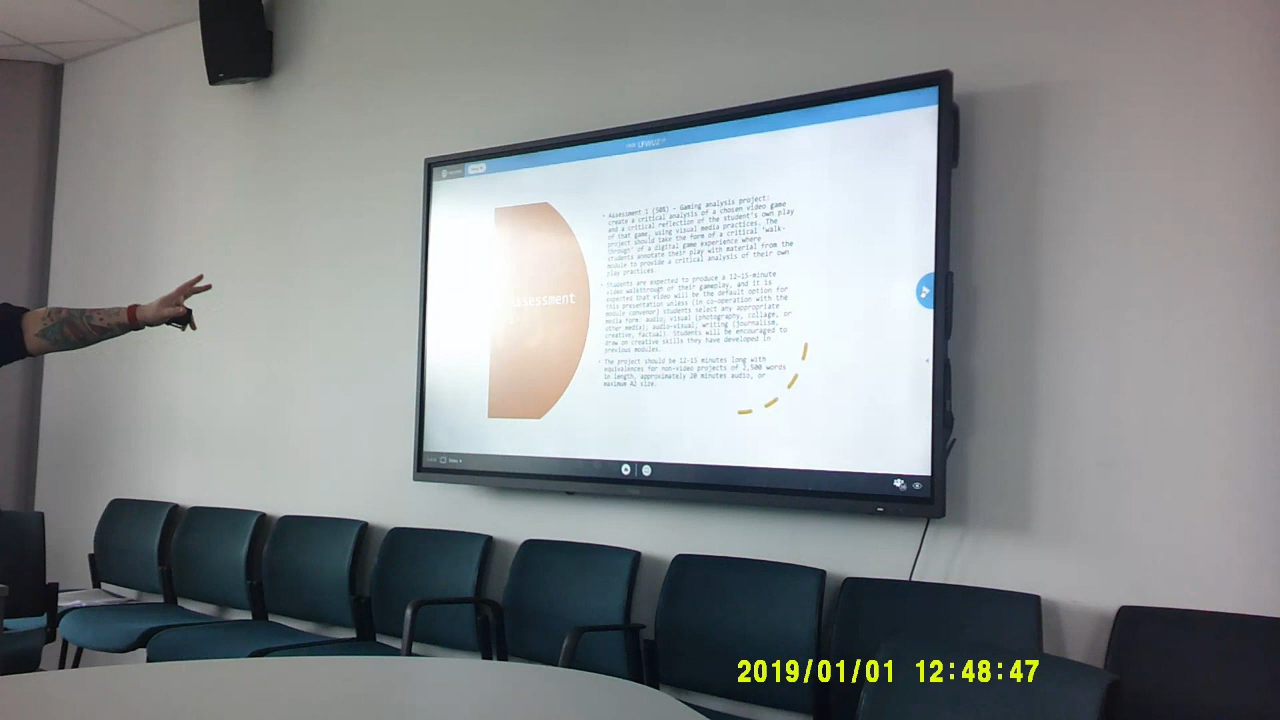 Assessment
• Assessment 1 (50%) – Gaming analysis project:
create a critical analysis of a chosen video game
and a critical reflection of the student's own play
of that game, using visual media practices. The
project should take the form of a critical 'walk-
through' of a digital game experience where
students annotate their play with material from the
module to provide a critical analysis of their own
play practices.
• Students are expected to produce a 12-15-minute
video walkthrough of their gameplay, and it is
expected that video will be the default option for
this presentation unless (in co-operation with the
module convenor) students select any appropriate
media form: audio, visual (photography, collage, or
other media); audio-visual; writing (journalism,
creative, factual). Students will be encouraged to
draw on creative skills they have developed in
previous modules.
• The project should be 12-15 minutes long with
equivalences for non-video projects of 2,500 words
in length, approximately 20 minutes audio, or
maximum A2 size.
2019/01/01 12:48:47